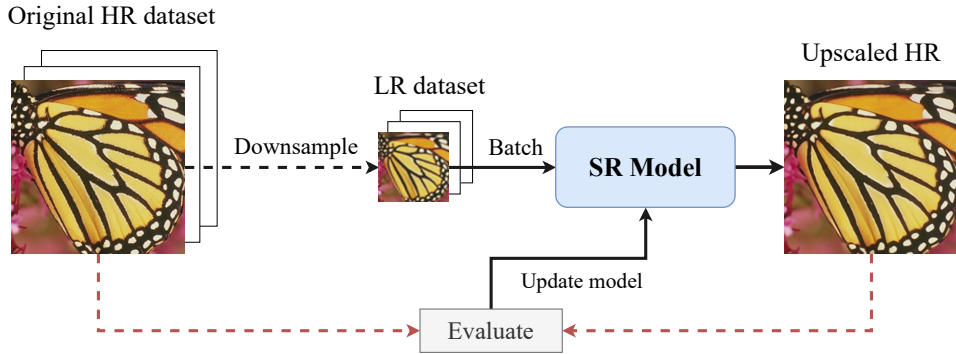 Original HR dataset
Upscaled HR
LR dataset
Downsample
Batch
SR Model
Update model
Evaluate